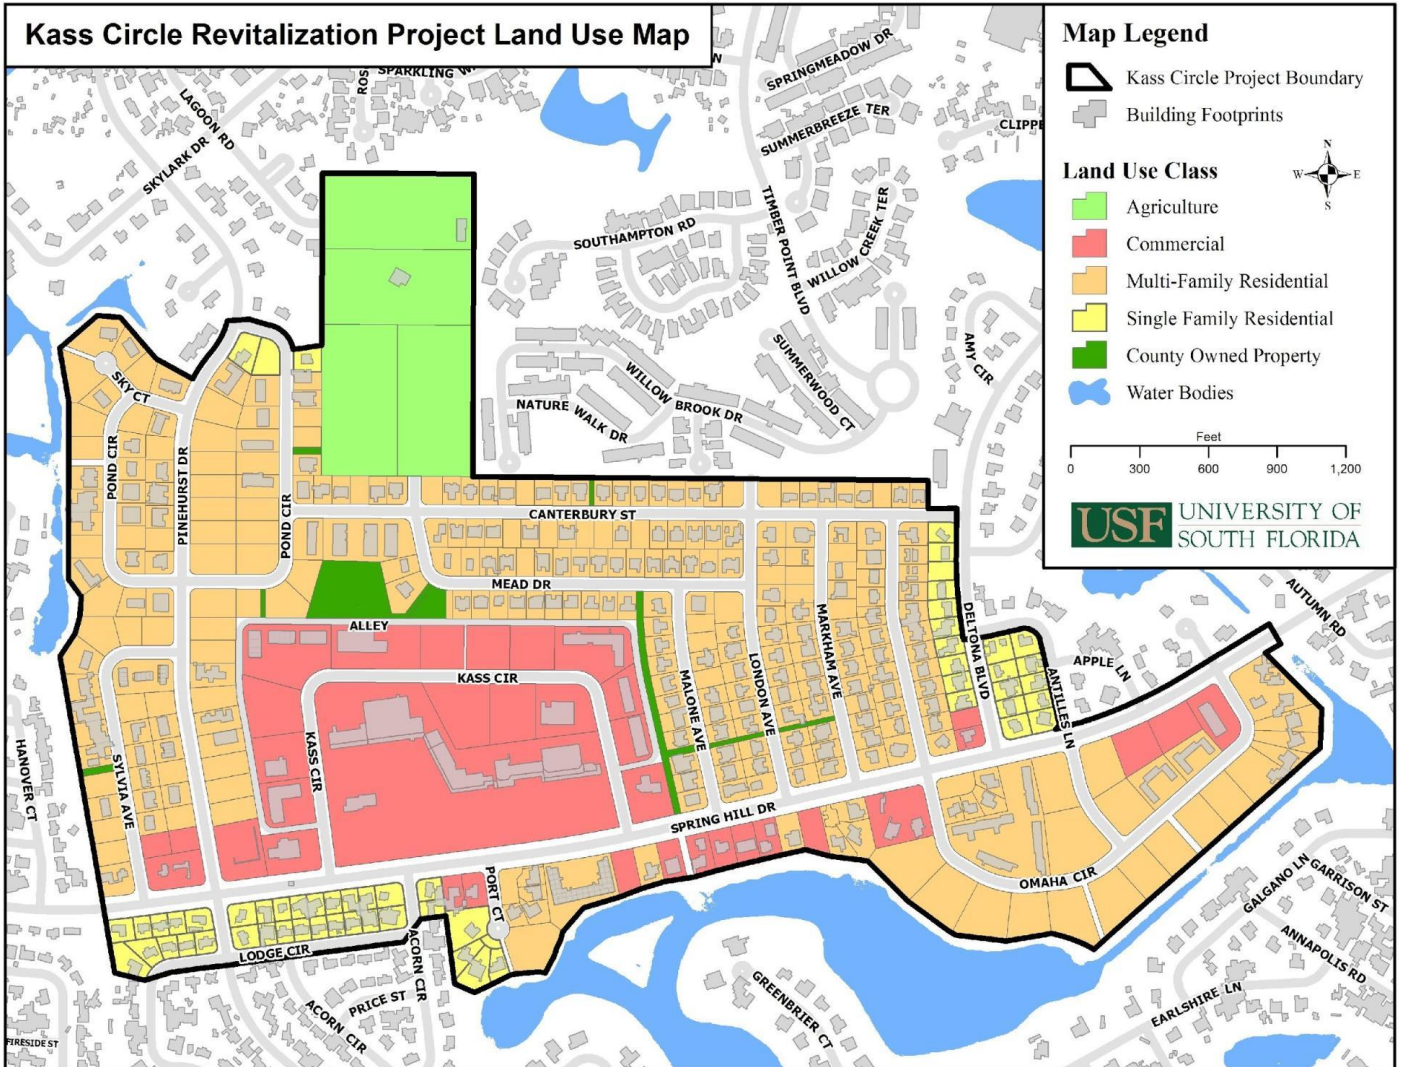 Kass Circle Revitalization Project Land Use Map
Map Legend
Kass Circle Project Boundary
Building Footprints
N
W
E
S
Land Use Class
Agriculture
Commercial
Multi-Family Residential
Single Family Residential
County Owned Property
Water Bodies
Feet
0 300 600 900 1,200
USF UNIVERSITY OF
SOUTH FLORIDA
SPARKLING
LAGOON RD
SKYLARK DR
SPRINGMEADOW DR
SUMMERBREEZE TER
TIMBER POINT BLVD
SOUTHAMPTON RD
WILLOW CREEK TER
SUMMERWOOD CT
AMY CIR
WILLOW BROOK DR
NATURE WALK DR
SKY CT
POND CIR
PINEHURST DR
POND CIR
CANTERBURY ST
MEAD DR
ALLEY
KASS CIR
KASS CIR
MALONE AVE
LONDON AVE
MARKHAM AVE
DELTONA BLVD
ANTILLES LN
APPLE LN
AUTUMN RD
HANOVER CT
SYLVIA AVE
SPRING HILL DR
PORT CT
OMAHA CIR
LODGE CIR
ACORN CIR
PRICE ST
ACORN CIR
FIRESIDE ST
GREENBRIER CT
GALGANO LN
GARRISON ST
ANNAPOLIS RD
EARLSHIRE LN